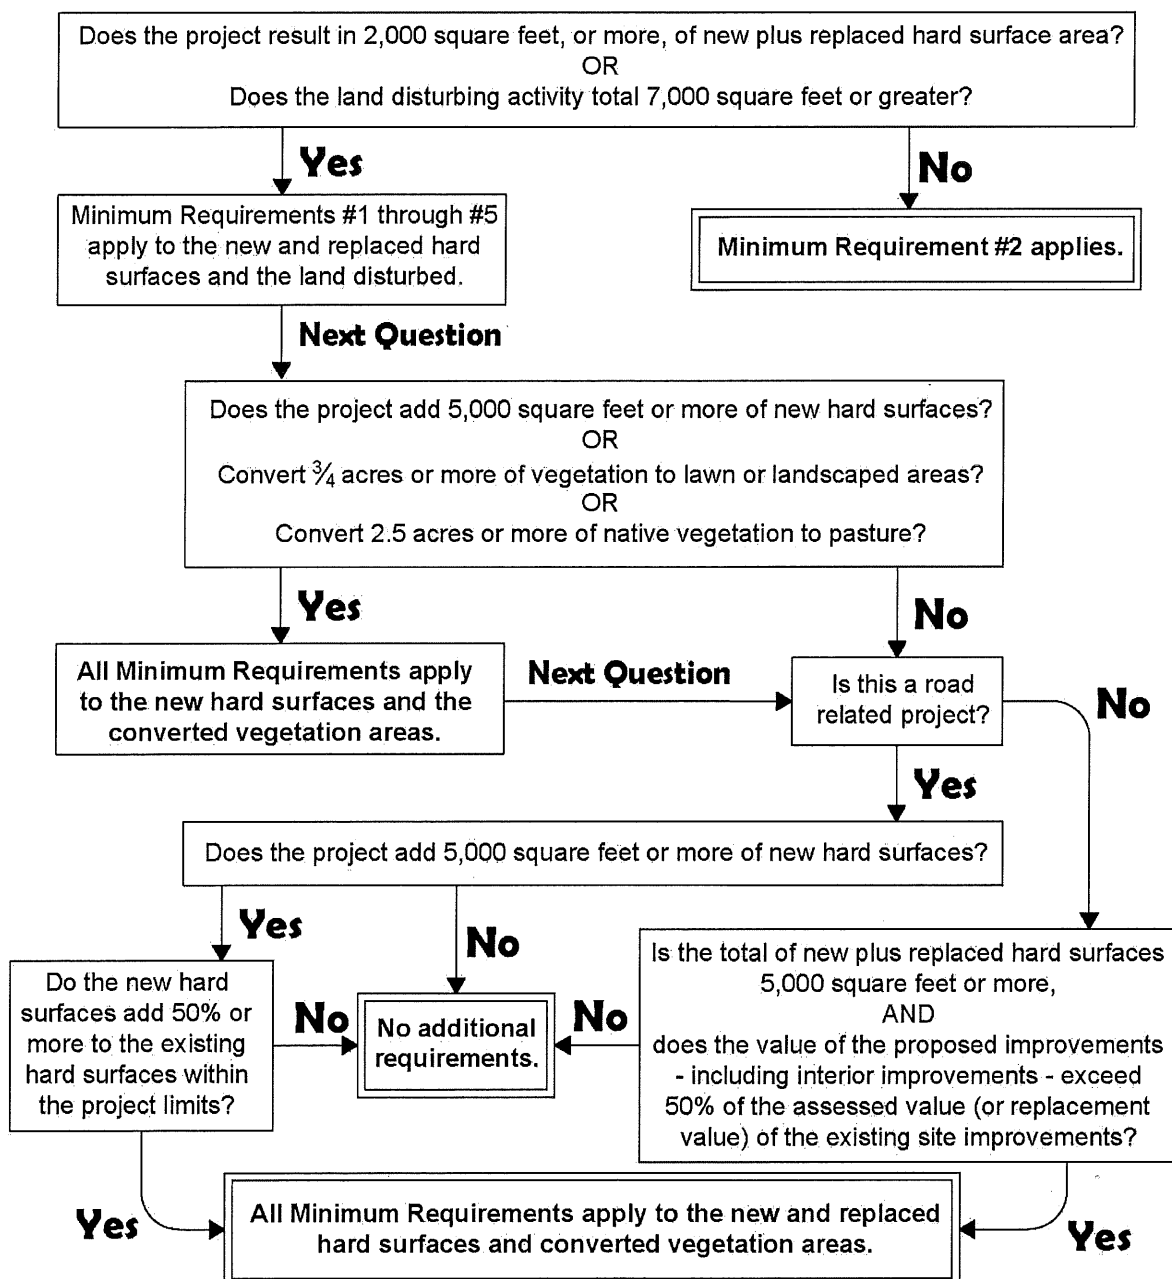 Does the project result in 2,000 square feet, or more, of new plus replaced hard surface area?
OR
Does the land disturbing activity total 7,000 square feet or greater?
Yes
No
Minimum Requirements #1 through #5
apply to the new and replaced hard
surfaces and the land disturbed.
Minimum Requirement #2 applies.
Next Question
Does the project add 5,000 square feet or more of new hard surfaces?
OR
Convert ¾ acres or more of vegetation to lawn or landscaped areas?
OR
Convert 2.5 acres or more of native vegetation to pasture?
Yes
No
All Minimum Requirements apply
to the new hard surfaces and the
converted vegetation areas.
Next Question
Is this a road
related project?
No
Yes
Does the project add 5,000 square feet or more of new hard surfaces?
Yes
No
Do the new hard
surfaces add 50% or
more to the existing
hard surfaces within
the project limits?
No
No additional
requirements.
No
Is the total of new plus replaced hard surfaces
5,000 square feet or more,
AND
does the value of the proposed improvements
- including interior improvements - exceed
50% of the assessed value (or replacement
value) of the existing site improvements?
Yes
All Minimum Requirements apply to the new and replaced
hard surfaces and converted vegetation areas.
Yes